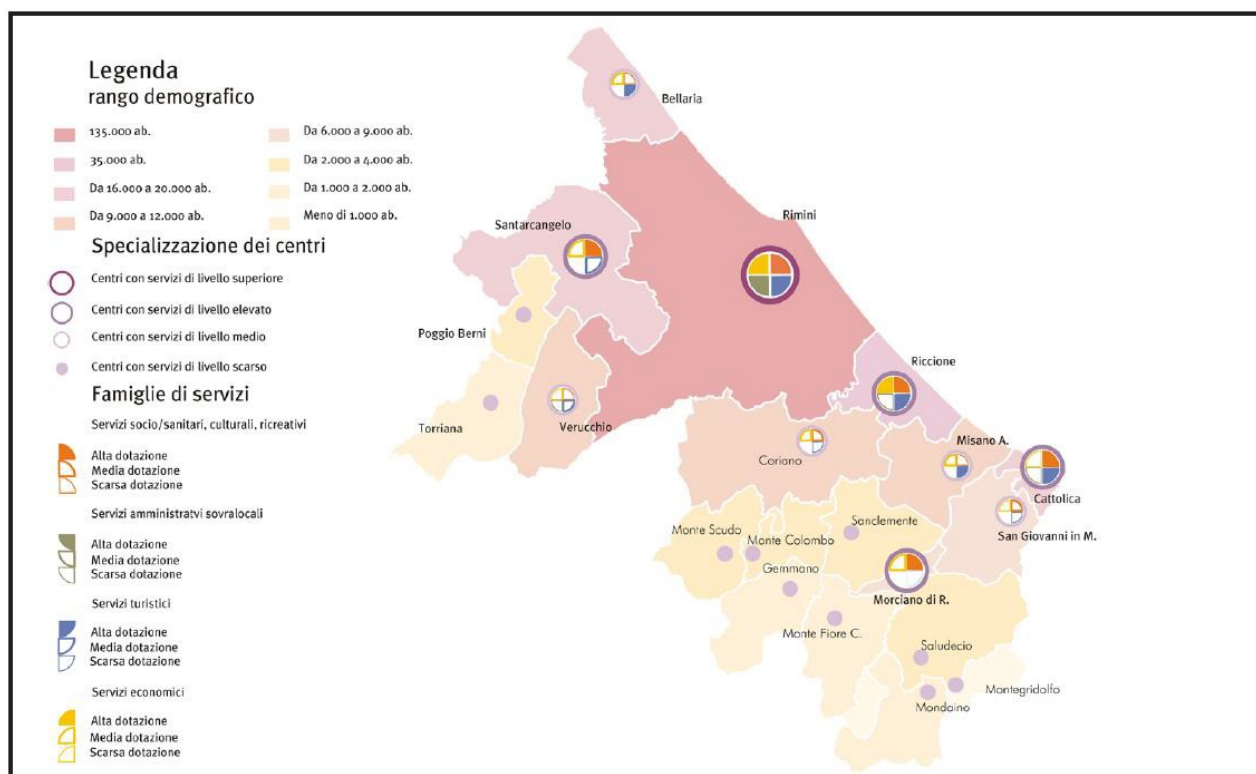 Legenda
rango demografico
135.000 ab.
35.000 ab.
Da 16.000 a 20.000 ab.
Da 9.000 a 12.000 ab.
Da 6.000 a 9.000 ab.
Da 2.000 a 4.000 ab.
Da 1.000 a 2.000 ab.
Meno di 1.000 ab.
Specializzazione dei centri
Centri con servizi di livello superiore
Centri con servizi di livello elevato
Centri con servizi di livello medio
Centri con servizi di livello scarso
Famiglie di servizi
Servizi socio/sanitari, culturali, ricreativi
Alta dotazione
Media dotazione
Scarsa dotazione
Servizi amministratvi sovralocali
Alta dotazione
Media dotazione
Scarsa dotazione
Servizi turistici
Alta dotazione
Media dotazione
Scarsa dotazione
Servizi economici
Alta dotazione
Media dotazione
Scarsa dotazione
Bellaria
Rimini
Santarcangelo
Poggio Berni
Torriana
Verucchio
Riccione
Coriano
Misano A.
Cattolica
San Giovanni in M.
Monte Scudo
Monte Colombo
Sanclemente
Gemmano
Morciano di R.
Monte Fiore C.
Saludecio
Montegridolfo
Mondaino